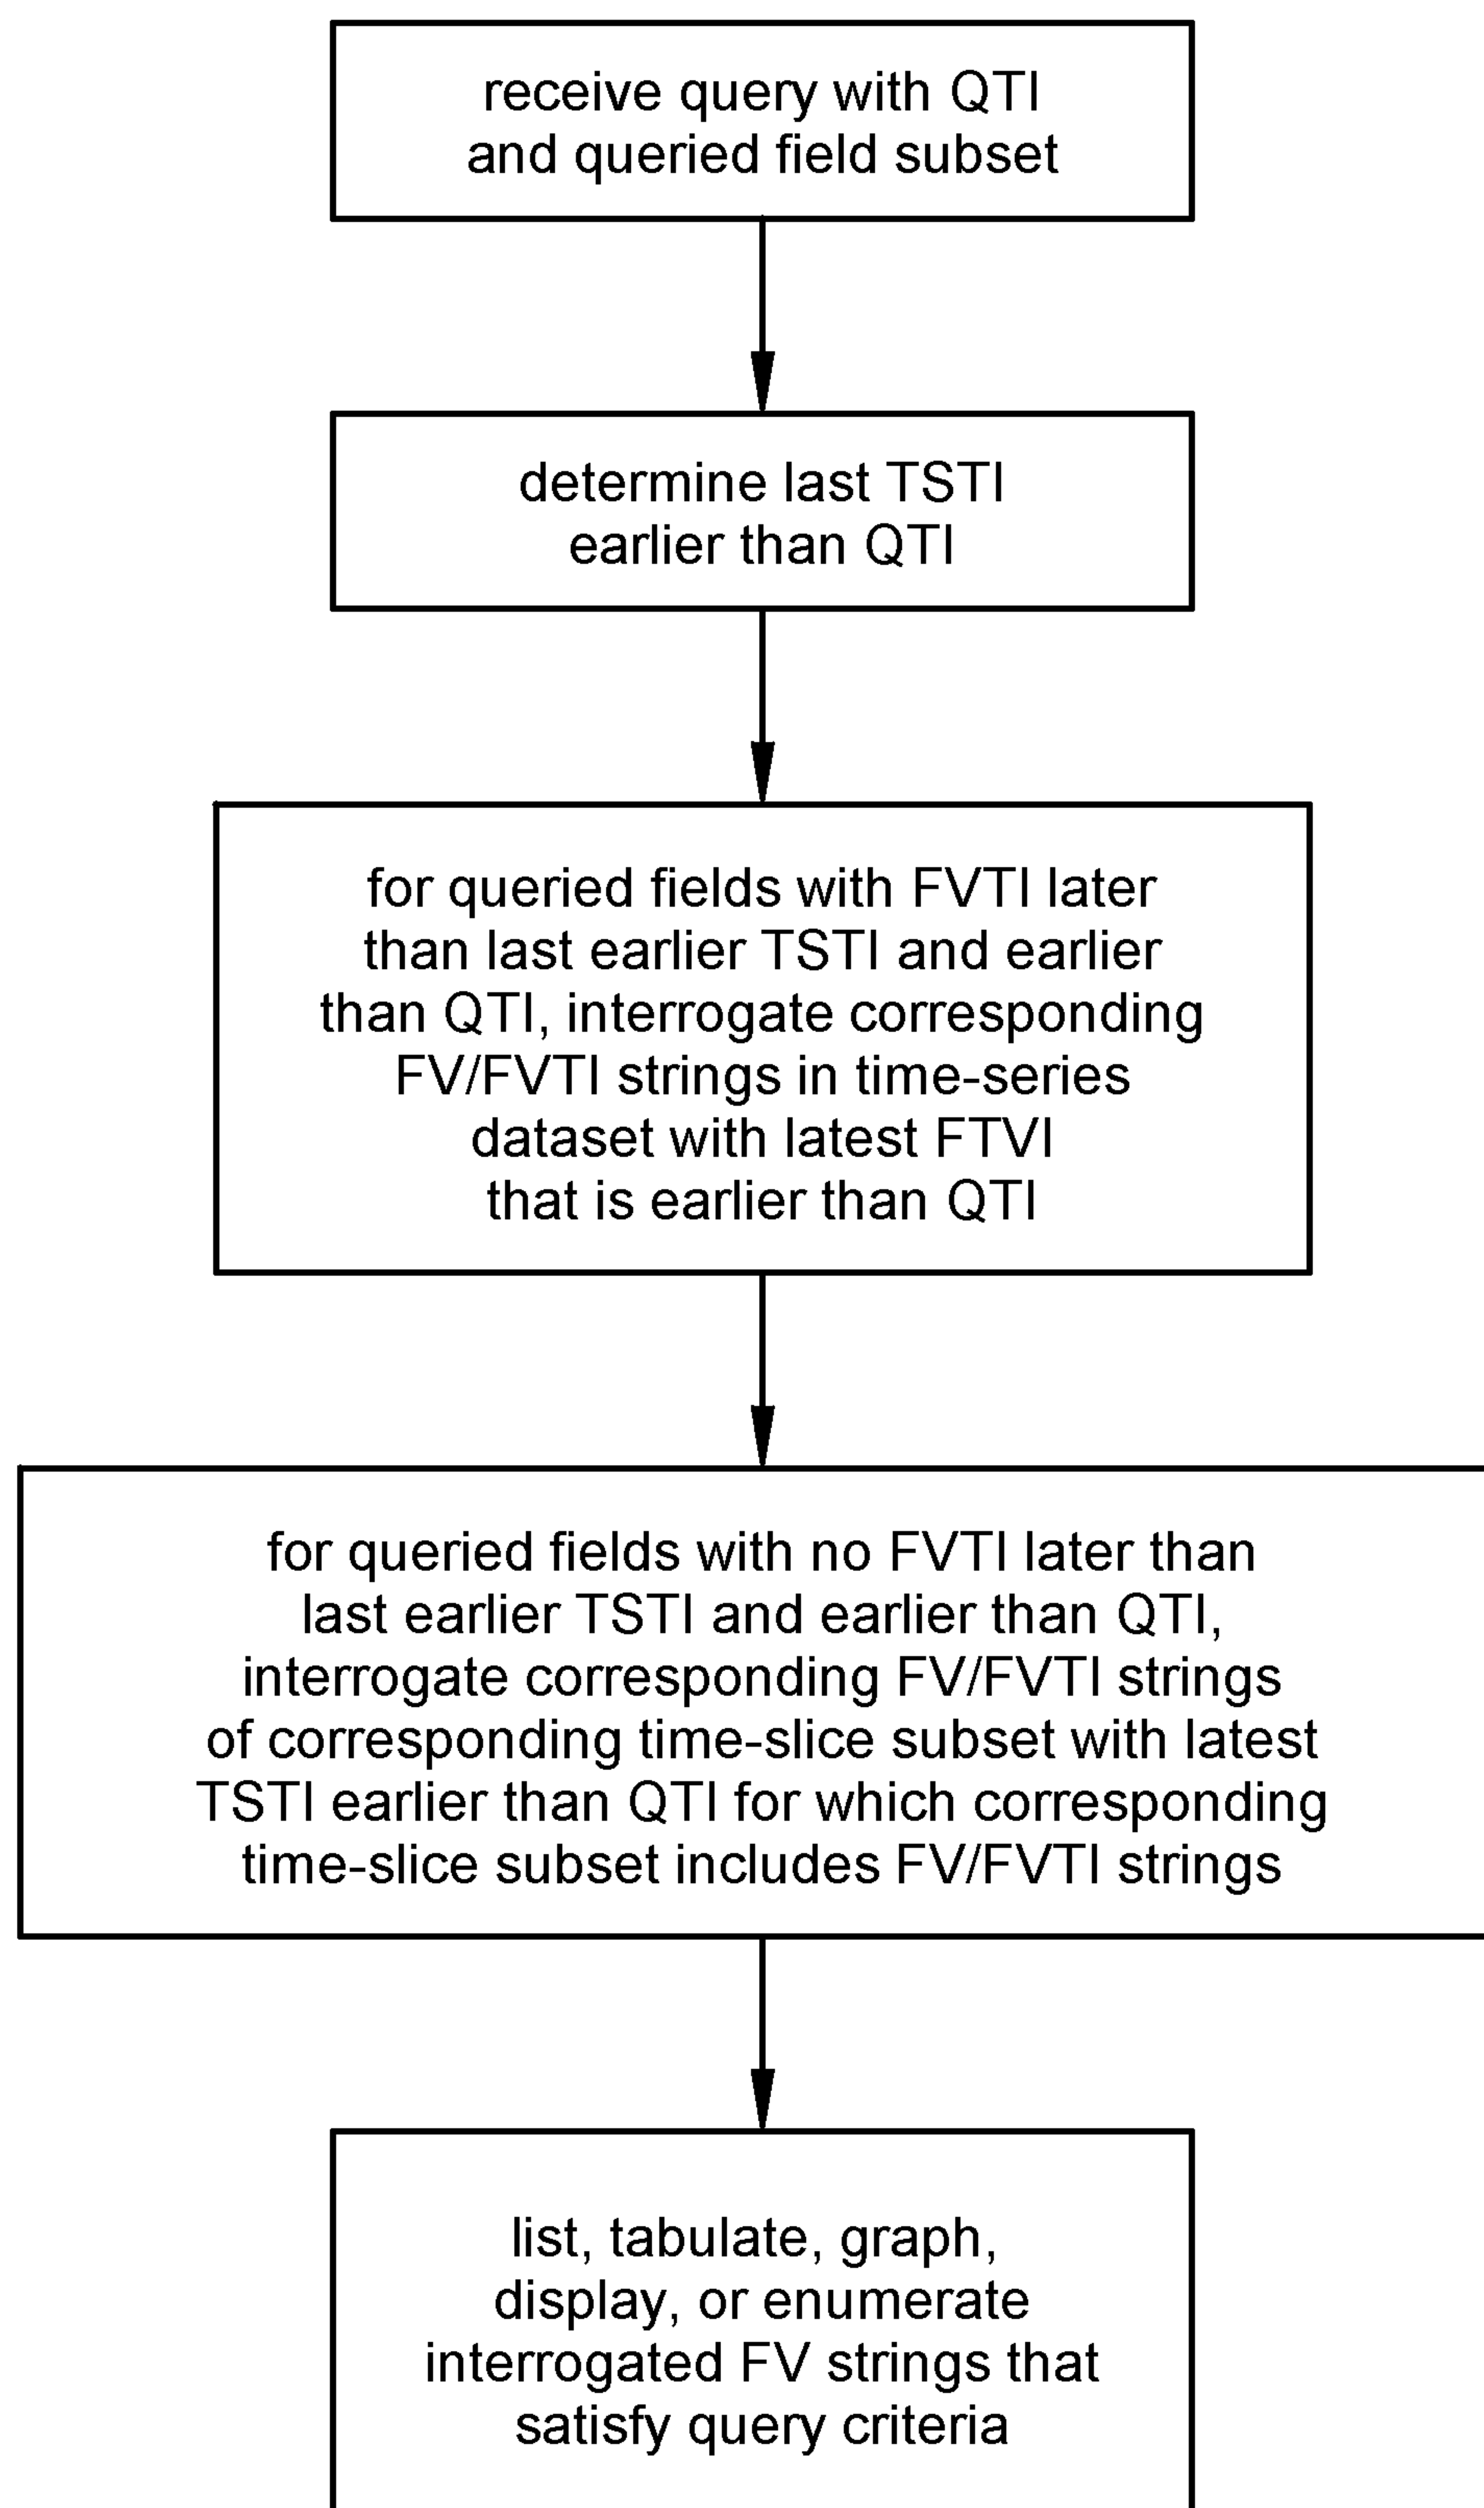 receive query with QTI
and queried field subset
determine last TSTI
earlier than QTI
for queried fields with FVTI later
than last earlier TSTI and earlier
than QTI, interrogate corresponding
FV/FVTI strings in time-series
dataset with latest FTVI
that is earlier than QTI
for queried fields with no FVTI later than
last earlier TSTI and earlier than QTI,
interrogate corresponding FV/FVTI strings
of corresponding time-slice subset with latest
TSTI earlier than QTI for which corresponding
time-slice subset includes FV/FVTI strings
list, tabulate, graph,
display, or enumerate
interrogated FV strings that
satisfy query criteria